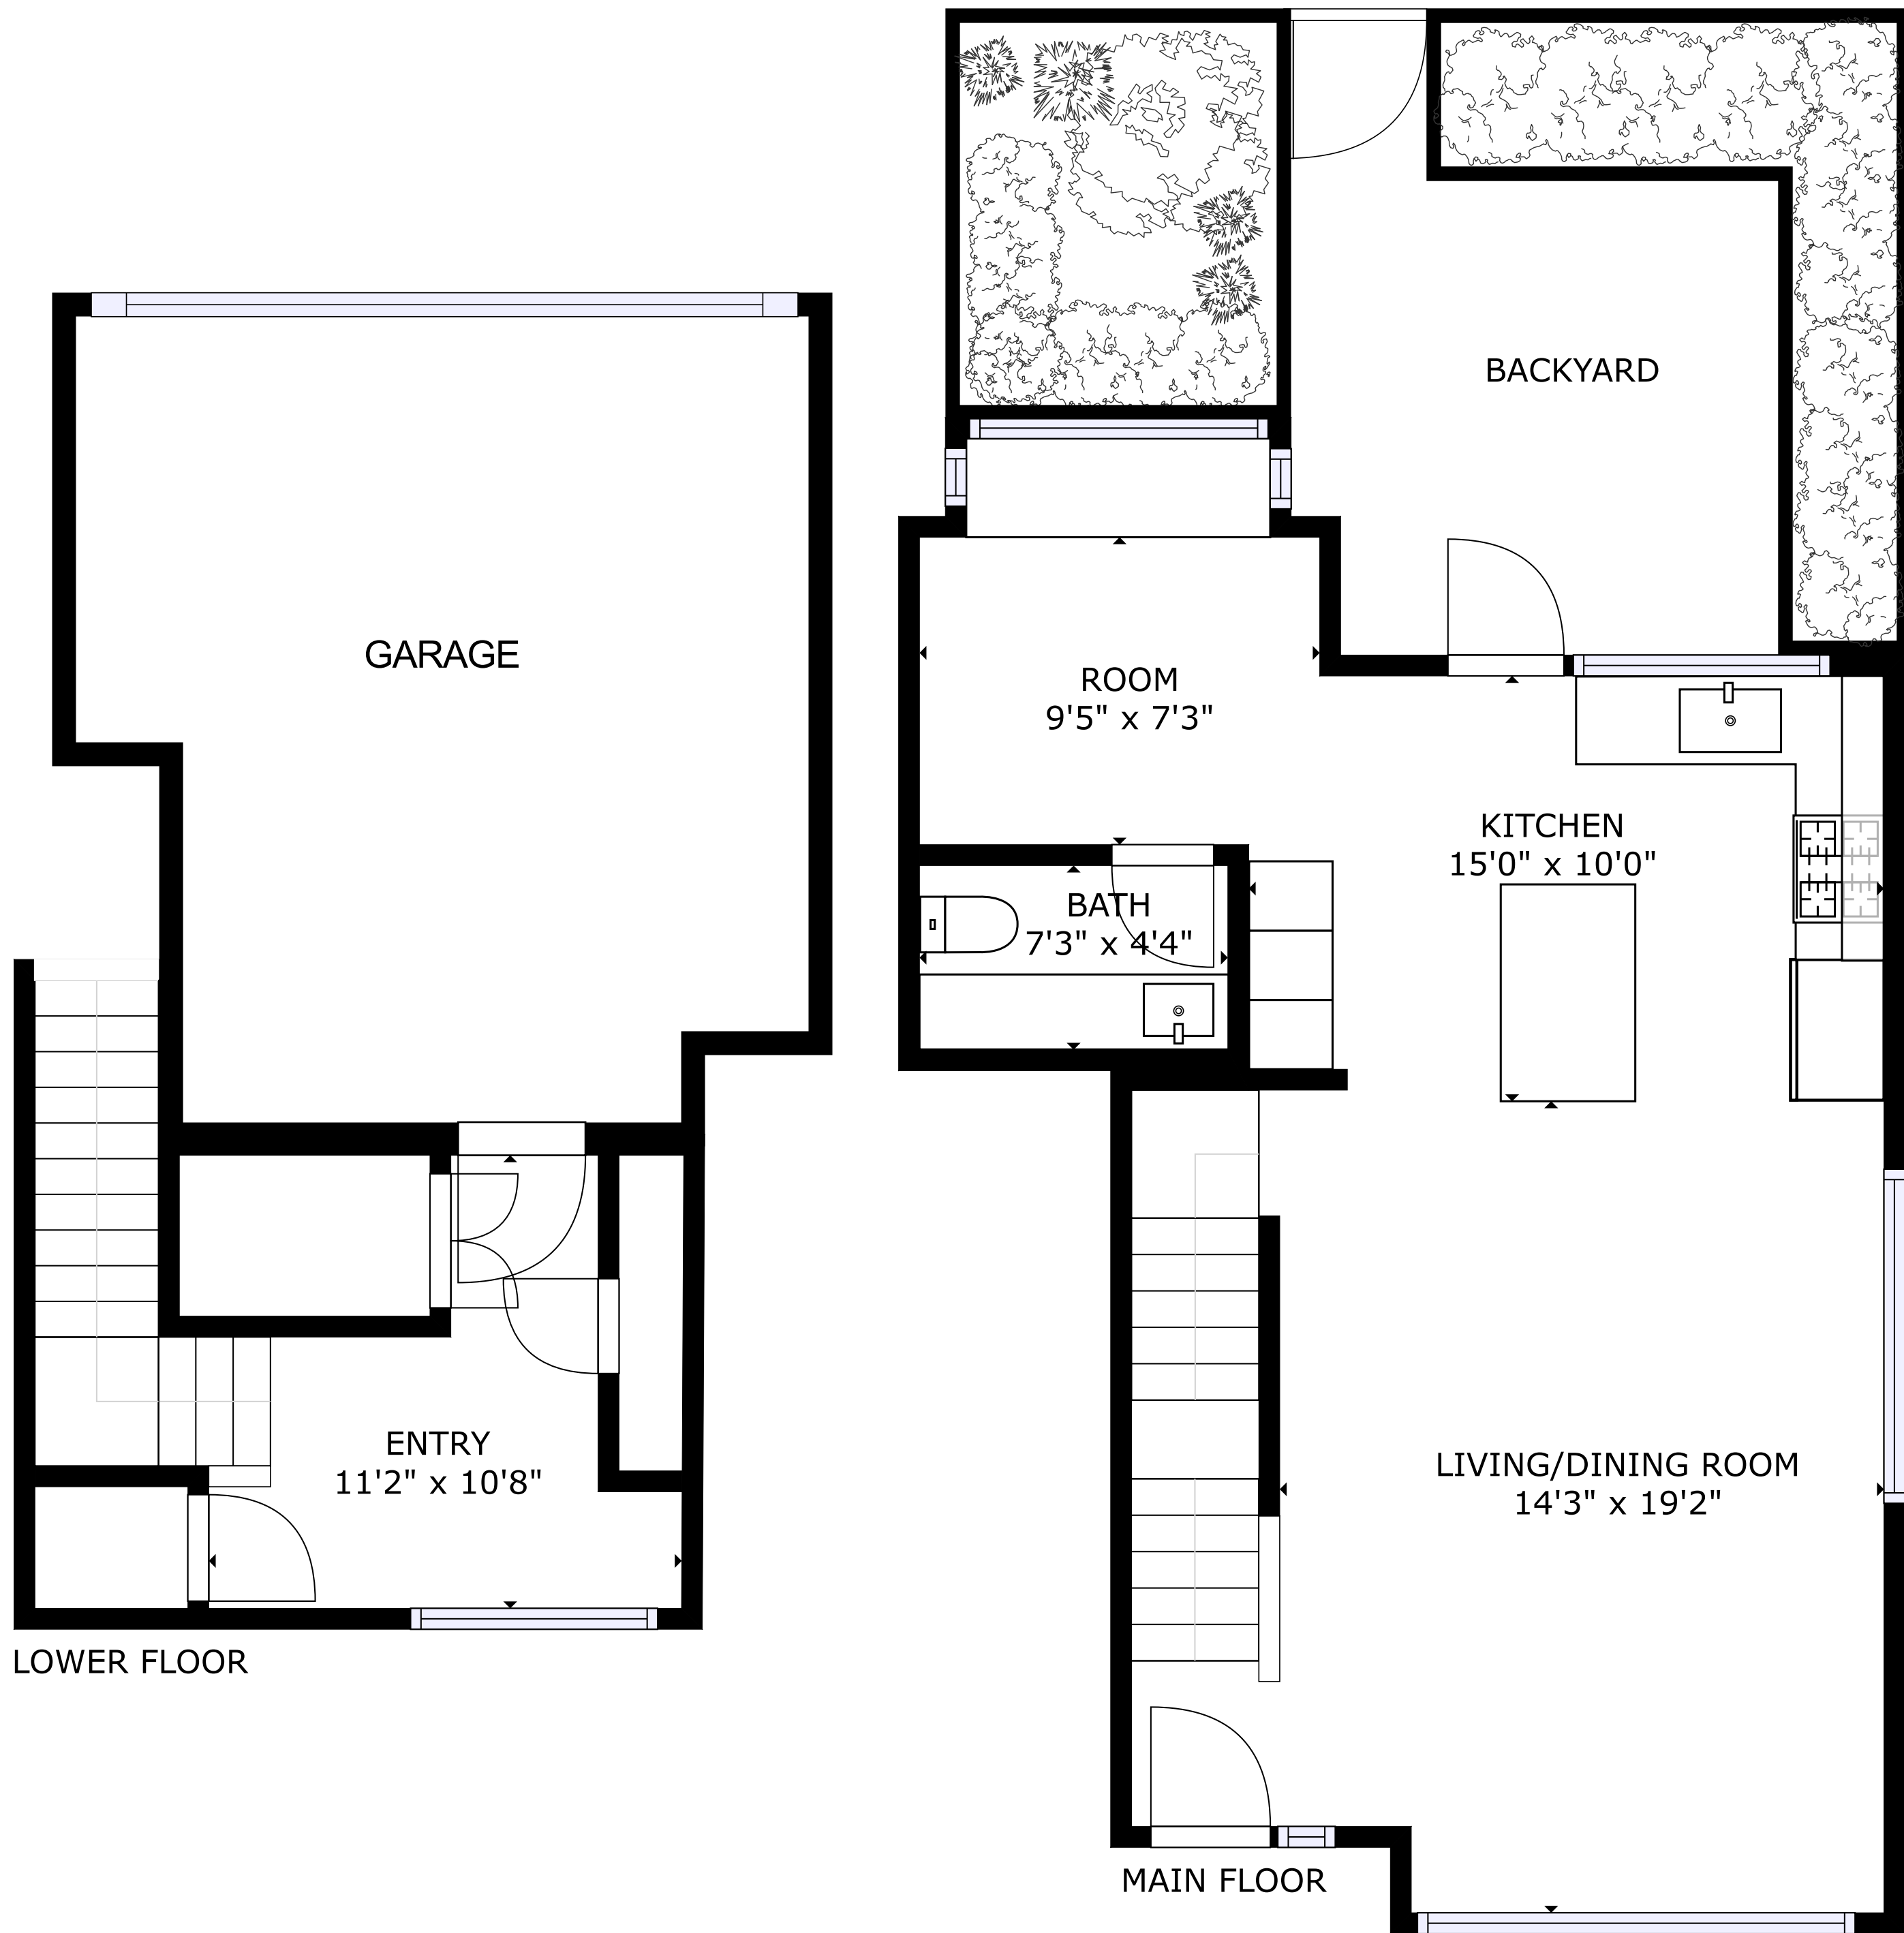 BACKYARD
GARAGE
ROOM
9'5" x 7'3"
KITCHEN
15'0" x 10'0"
BATH
7'3" x 4'4"
ENTRY
11'2" x 10'8"
LIVING/DINING ROOM
14'3" x 19'2"
LOWER FLOOR
MAIN FLOOR